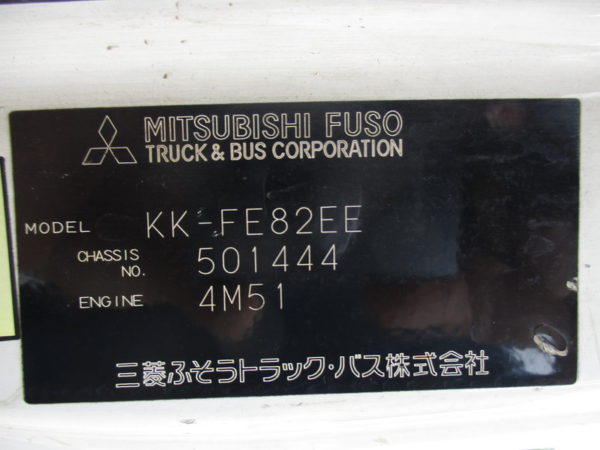 MITSUBISHI FUSO
TRUCK & BUS CORPORATION
MODEL KK-FE82EE
CHASSIS NO. 501444
ENGINE 4M51
三菱ふそうトラック・バス株式会社